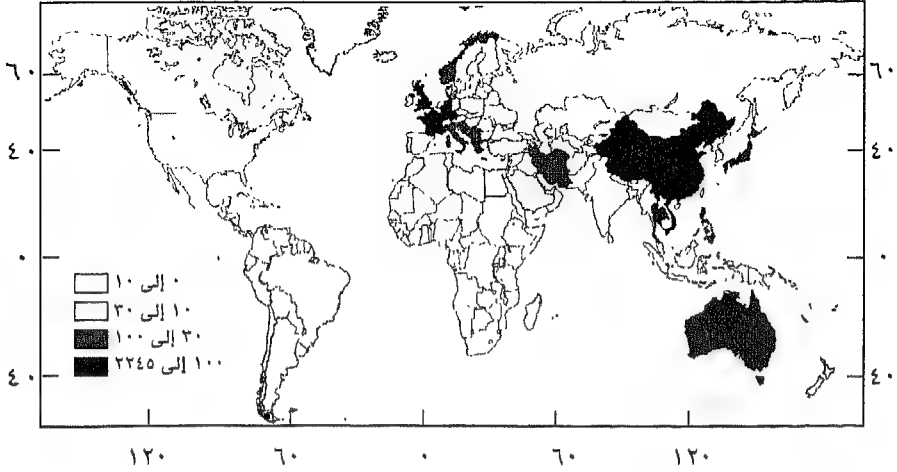 ٦٠ ٦٠
٤٠ ٤٠
٠ ٠
٠ إلى ١٠
١٠ إلى ٣٠
٣٠ إلى ١٠٠
١٠٠ إلى ٢٢٤٥
٤٠ ٤٠
١٢٠ ٦٠ ٠ ٦٠ ١٢٠